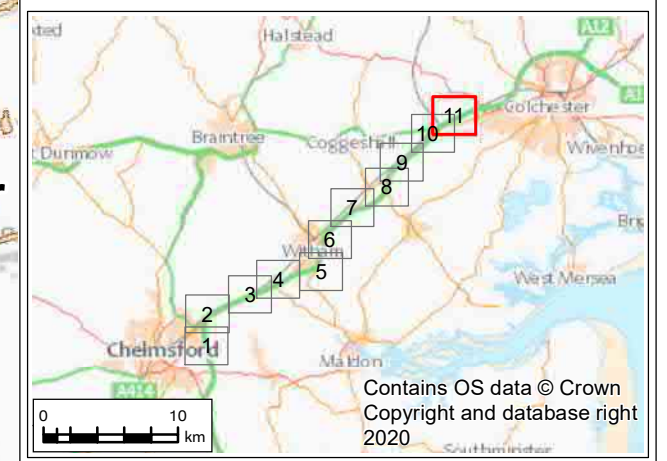 Halstead
A12
11
Colchester
Braintree
Coggeshall
10
t Dunmow
9
Wivenhoe
8
7
6
Witham
5
4
West Mersea
3
2
Chelmsford
1
Maldon
A414
Contains OS data © Crown
Copyright and database right
2020
0 10
km
Southminster